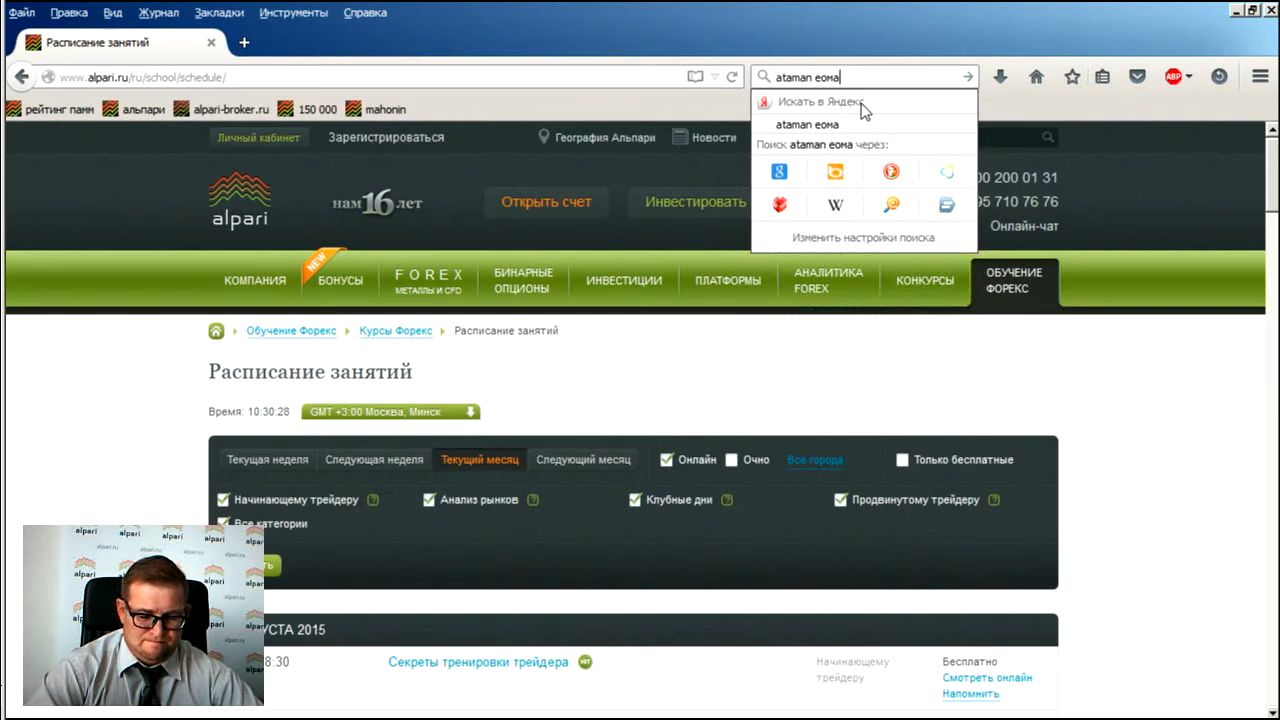 Файл Правка Вид Журнал Закладки Инструменты Справка
Расписание занятий
www.alpari.ru/ru/school/schedule/
ataman eoма
рейтинг памм альпари alpari-broker.ru 150 000 mahonin
Искать в Яндекс
ataman eoма
Поиск ataman eoма через:
Изменить настройки поиска
Личный кабинет Зарегистрироваться География Альпари Новости
alpari
нам 16 лет
Открыть счет Инвестировать
00 200 01 31
95 710 76 76
Онлайн-чат
NEW
КОМПАНИЯ БОНУСЫ FOREX МЕТАЛЛЫ И CFD БИНАРНЫЕ ОПЦИОНЫ ИНВЕСТИЦИИ ПЛАТФОРМЫ АНАЛИТИКА FOREX КОНКУРСЫ ОБУЧЕНИЕ ФОРЕКС
Обучение Форекс Курсы Форекс Расписание занятий
Расписание занятий
Время: 10:30:28 GMT +3:00 Москва, Минск
Текущая неделя Следующая неделя Текущий месяц Следующий месяц Онлайн Очно Все города Только бесплатные
Начинающему трейдеру Анализ рынков Клубные дни Продвинутому трейдеру
Все категории
УСТА 2015
8:30 Секреты тренировки трейдера Начинающему трейдеру Бесплатно
Смотреть онлайн
Напомнить